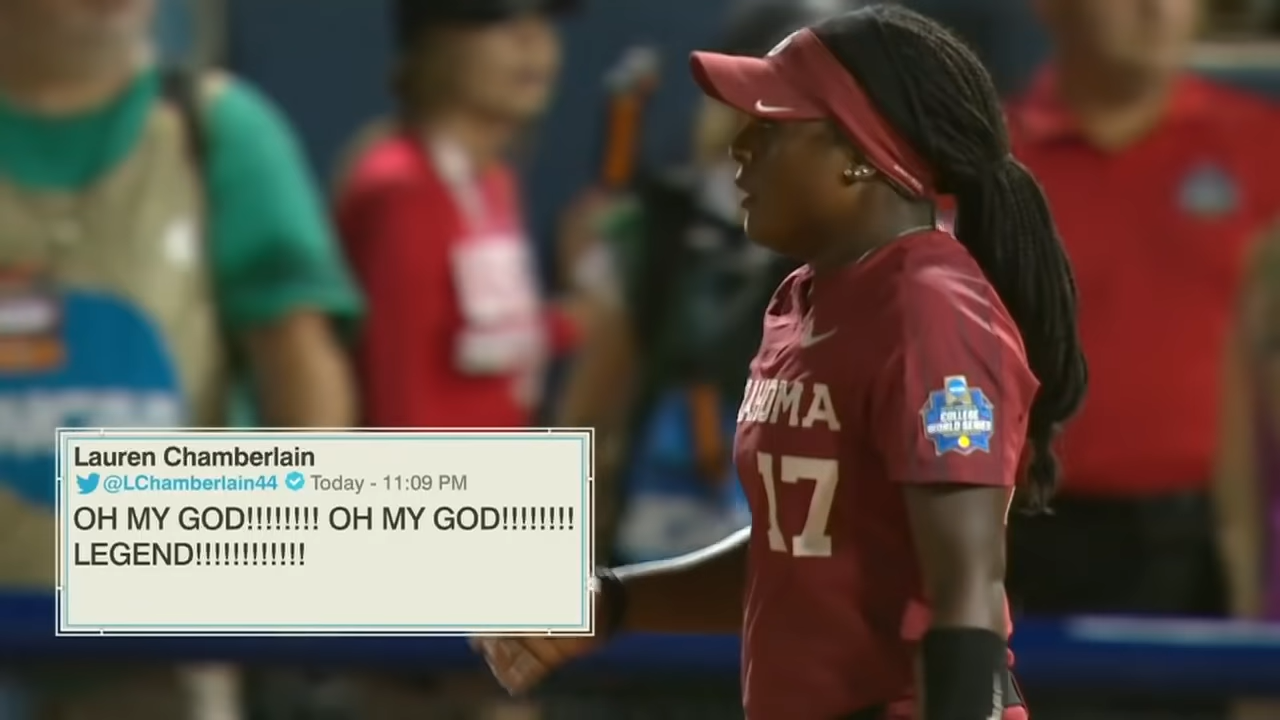 Lauren Chamberlain
@LChamberlain44 Today - 11:09 PM
OH MY GOD!!!!!!!! OH MY GOD!!!!!!!!
LEGEND!!!!!!!!!!!!
AHOMA
17
COLLEGE
WORLD SERIES